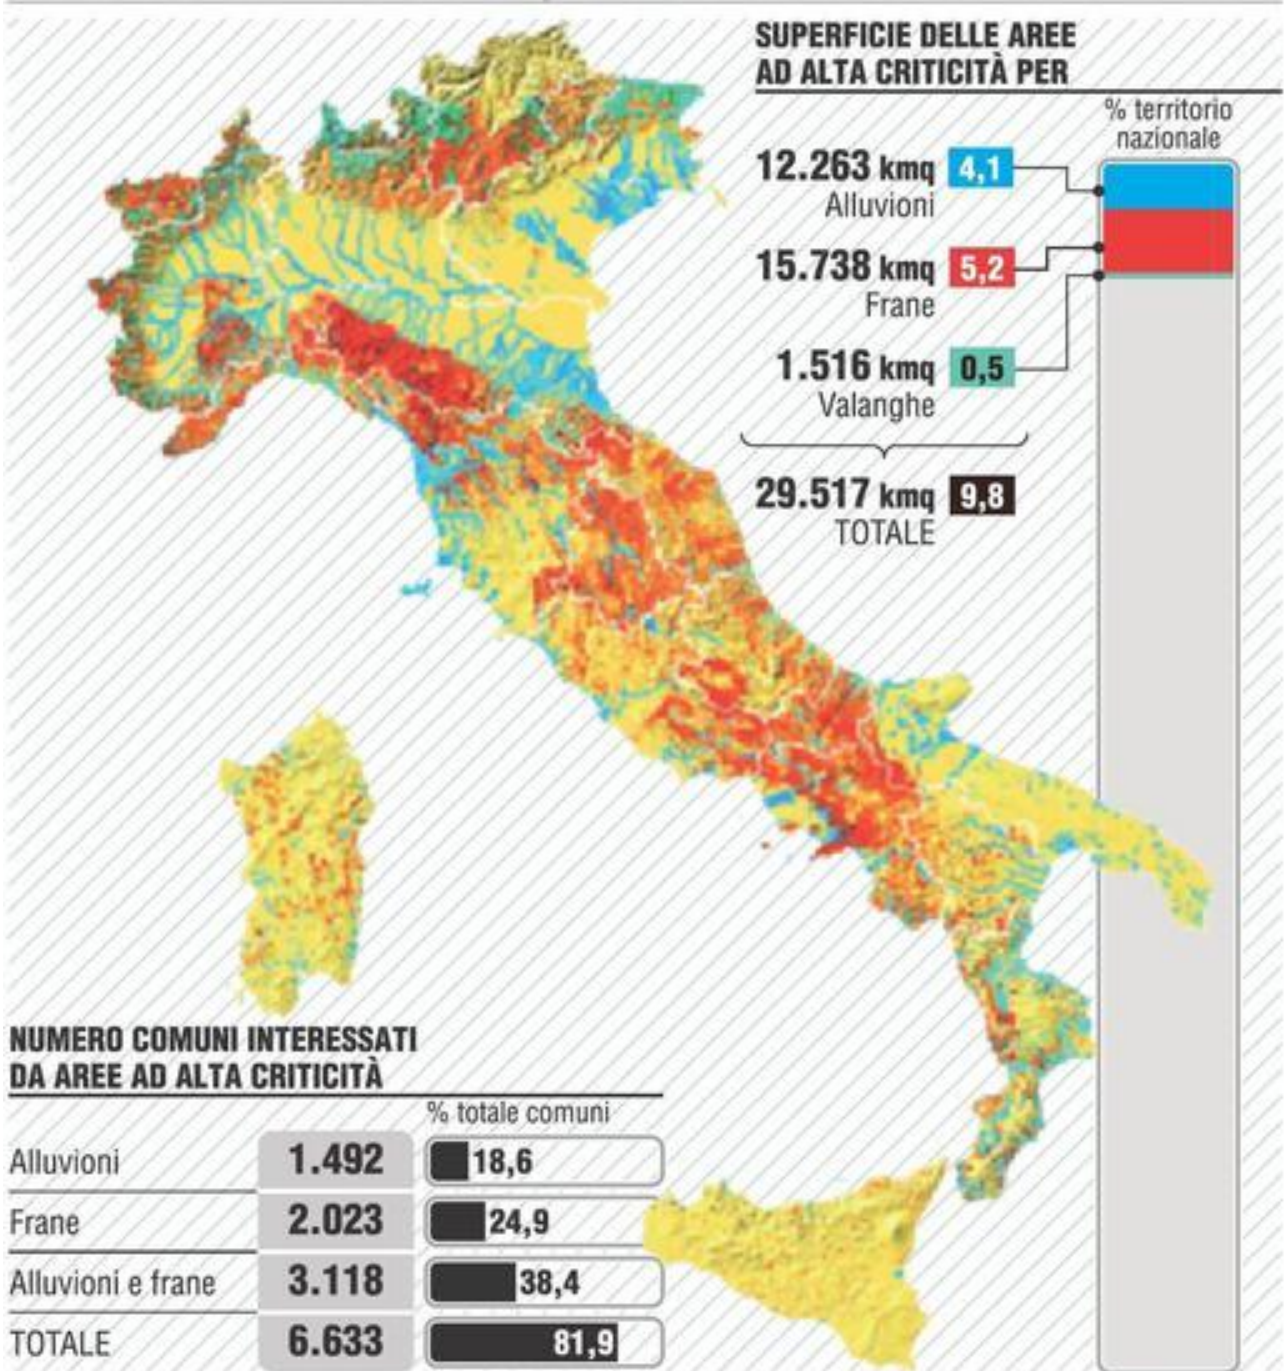 SUPERFICIE DELLE AREE
AD ALTA CRITICITÀ PER
% territorio
nazionale
12.263 kmq 4,1
Alluvioni
15.738 kmq 5,2
Frane
1.516 kmq 0,5
Valanghe
29.517 kmq 9,8
TOTALE
NUMERO COMUNI INTERESSATI
DA AREE AD ALTA CRITICITÀ
% totale comuni
Alluvioni 1.492 18,6
Frane 2.023 24,9
Alluvioni e frane 3.118 38,4
TOTALE 6.633 81,9